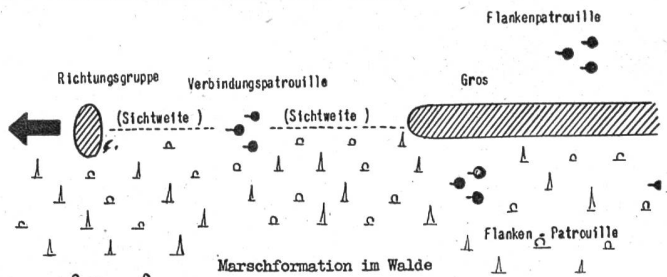 Flankenpatrouille
Richtungsgruppe
Verbindungspatrouille
Gros
(Sichtweite )
(Sichtweite )
Flanken Patrouille
Marschformation im Walde